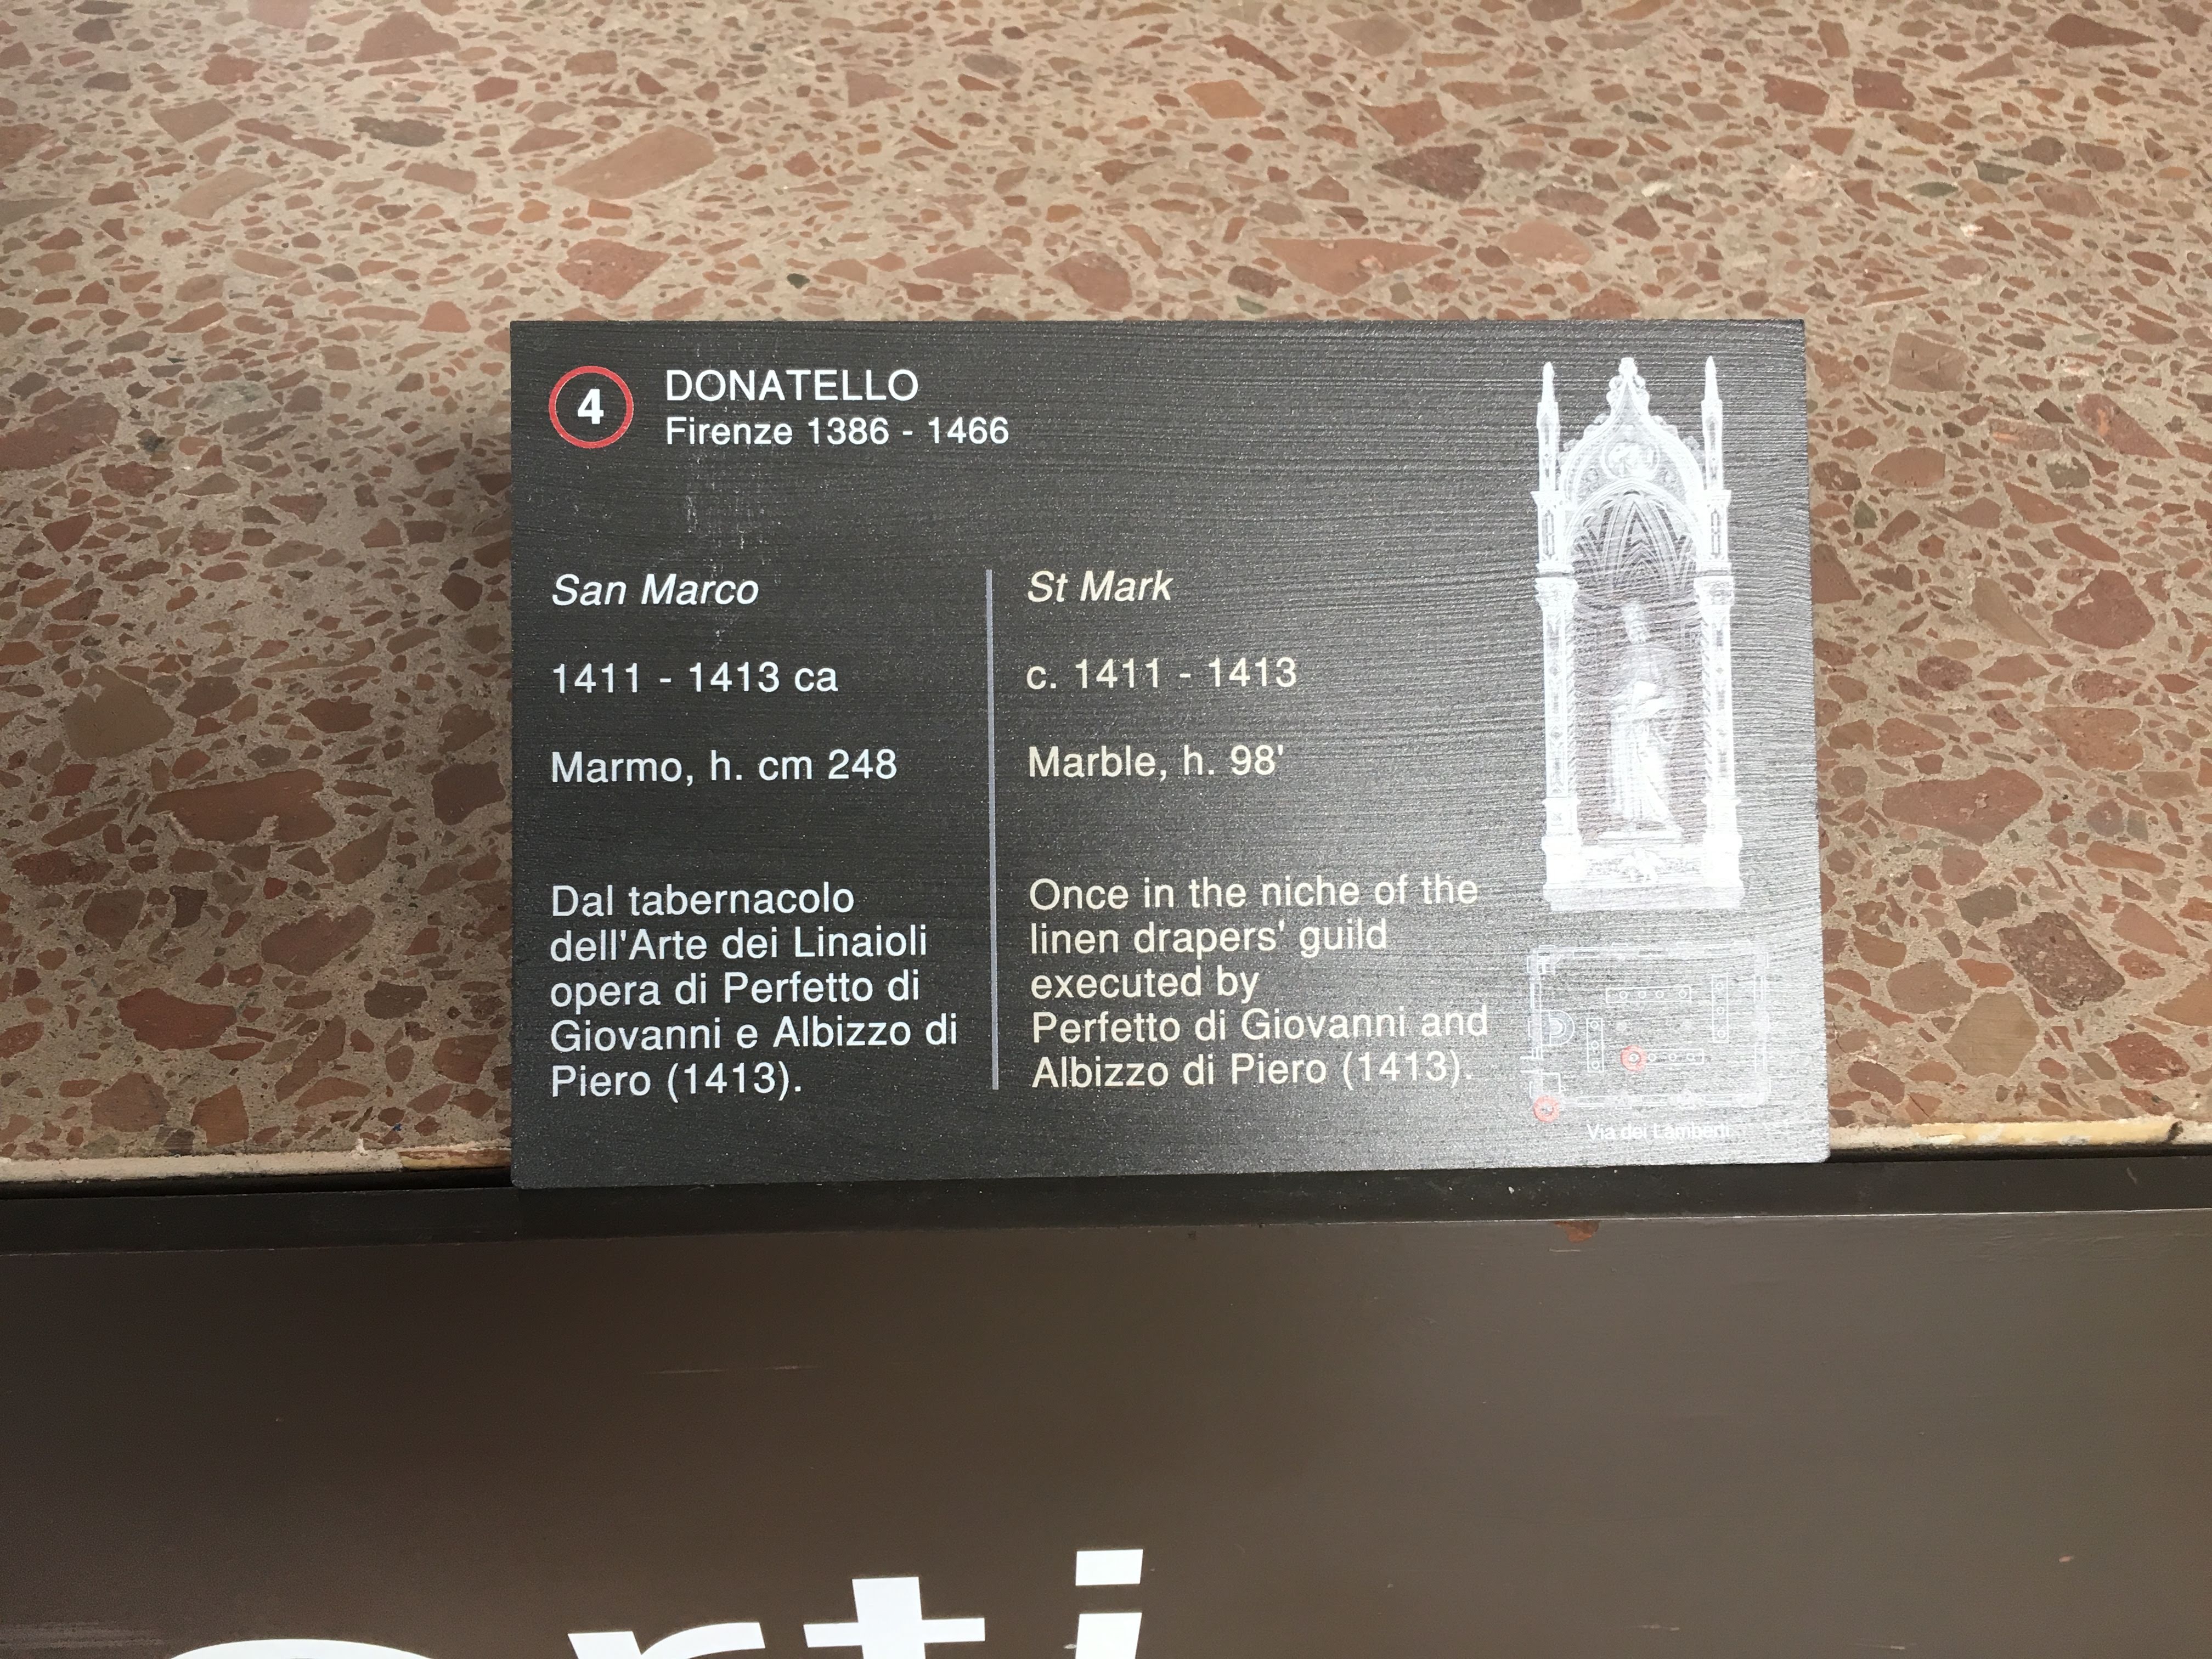 4
DONATELLO
Firenze 1386 - 1466
San Marco
1411 - 1413 ca
Marmo, h. cm 248
Dal tabernacolo
dell'Arte dei Linaioli
opera di Perfetto di
Giovanni e Albizzo di
Piero (1413).
St Mark
c. 1411 - 1413
Marble, h. 98'
Once in the niche of the
linen drapers' guild
executed by
Perfetto di Giovanni and
Albizzo di Piero (1413).
Via dei Lamberti
rti